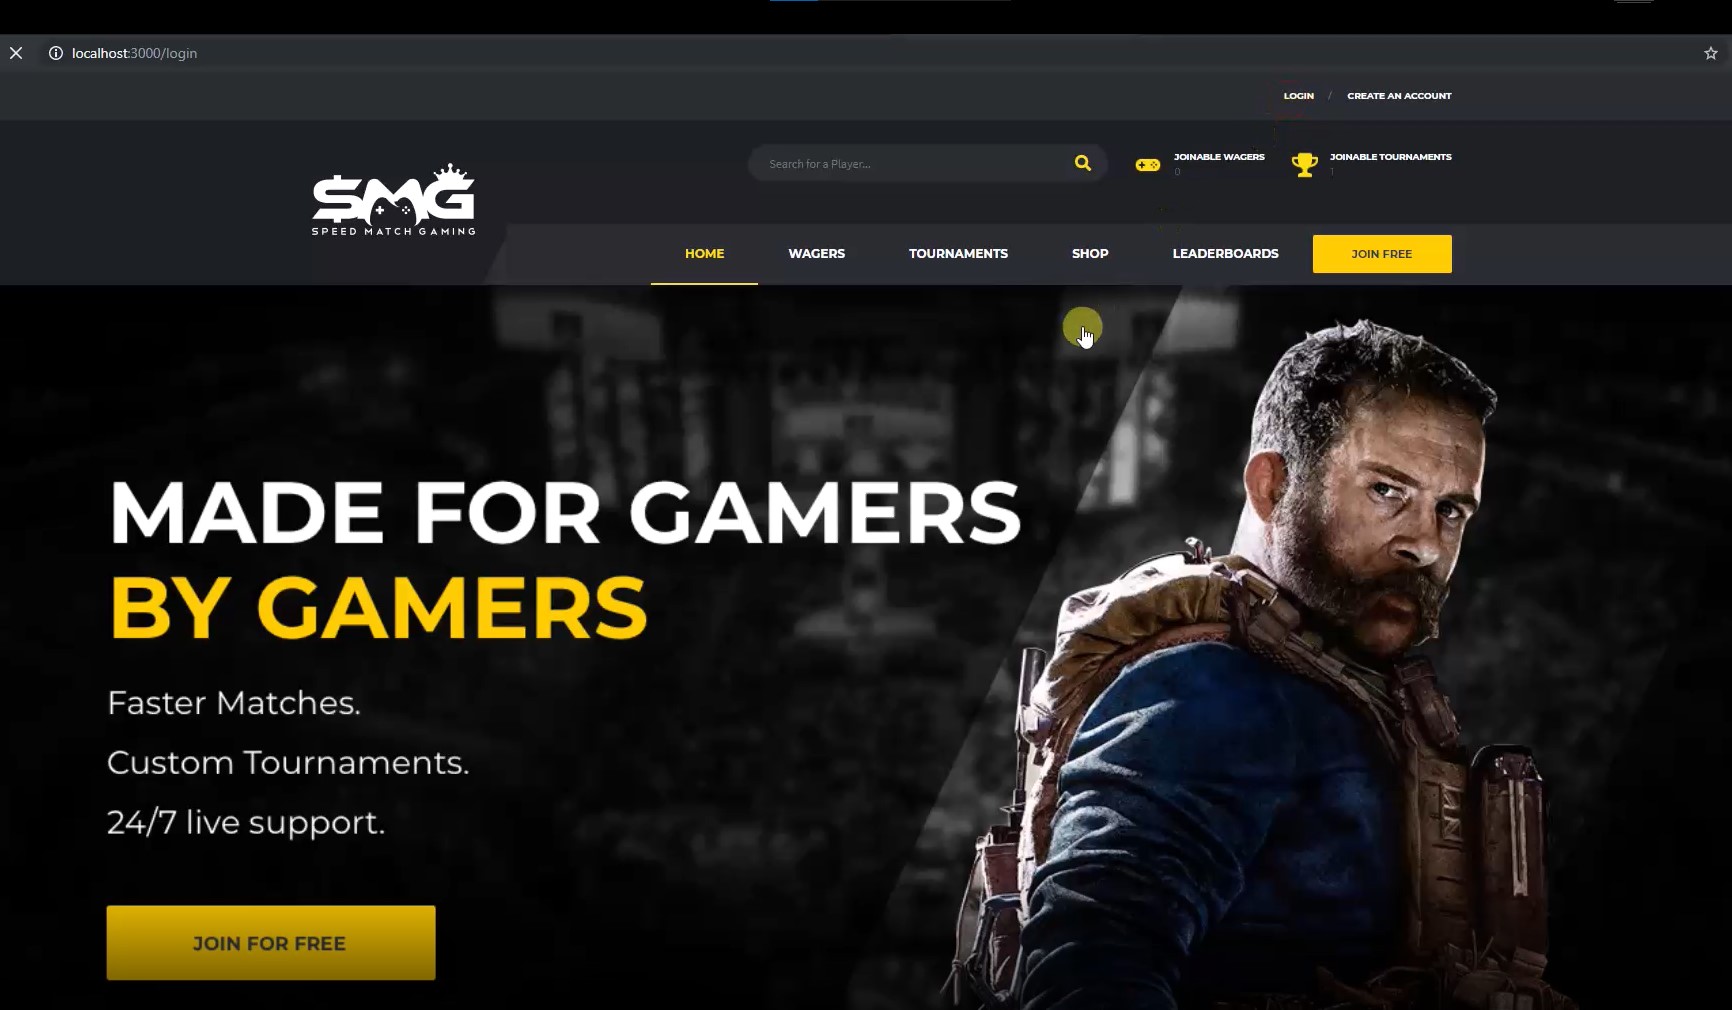 localhost:3000/login
LOGIN / CREATE AN ACCOUNT
Search for a Player...
JOINABLE WAGERS
0
JOINABLE TOURNAMENTS
1
SMG
SPEED MATCH GAMING
HOME WAGERS TOURNAMENTS SHOP LEADERBOARDS JOIN FREE
MADE FOR GAMERS
BY GAMERS
Faster Matches.
Custom Tournaments.
24/7 live support.
JOIN FOR FREE